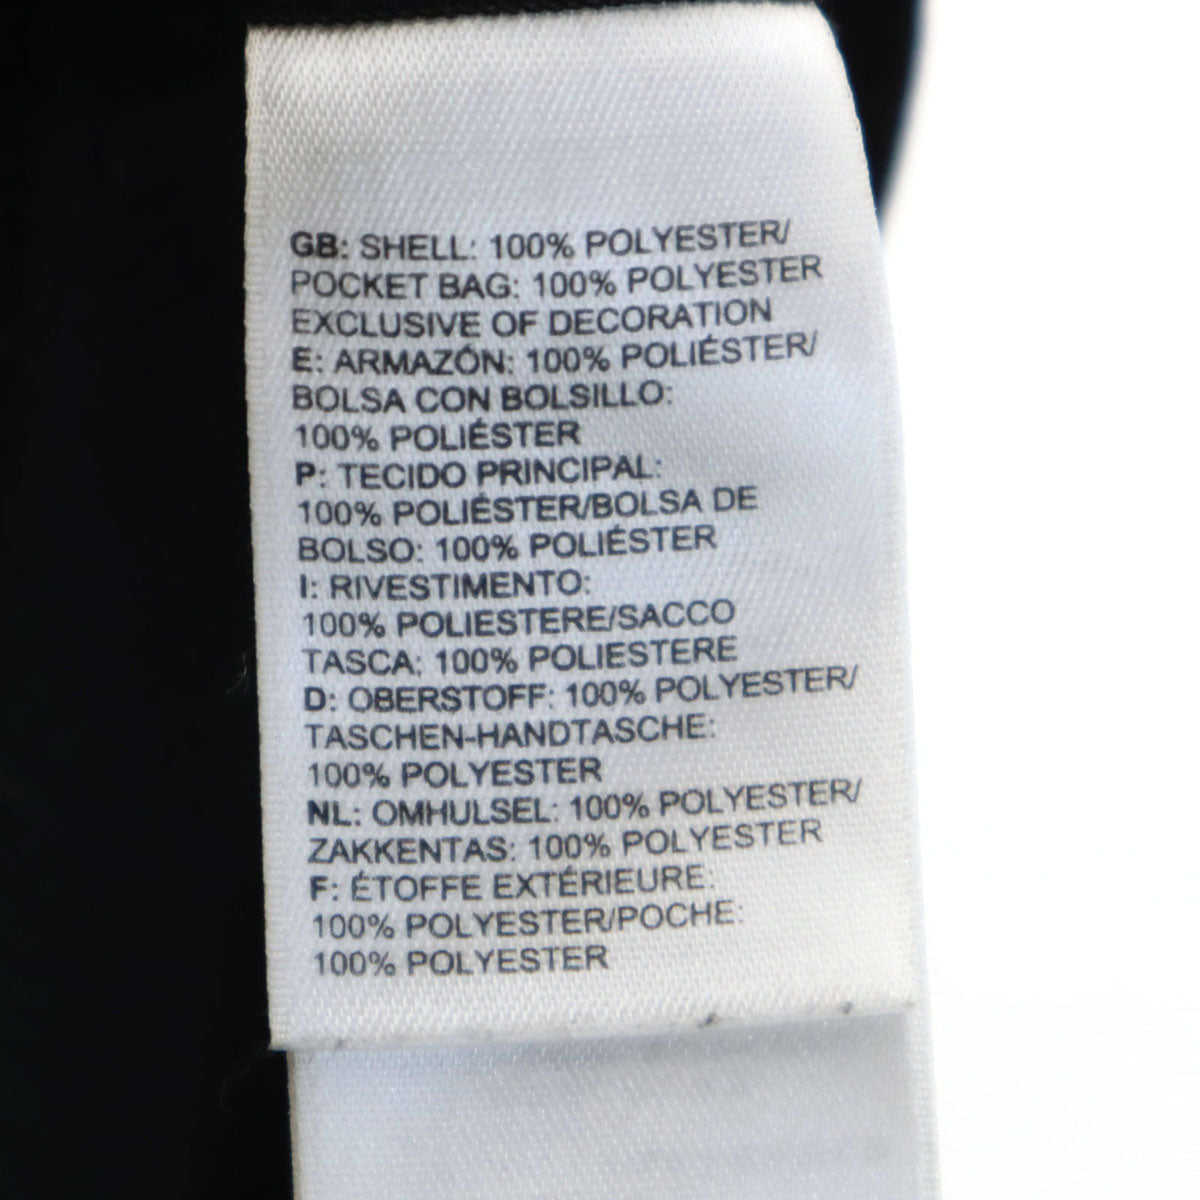 GB: SHELL: 100% POLYESTER/
POCKET BAG: 100% POLYESTER
EXCLUSIVE OF DECORATION
E: ARMAZÓN: 100% POLIÉSTER/
BOLSA CON BOLSILLO:
100% POLIÉSTER
P: TECIDO PRINCIPAL:
100% POLIÉSTER/BOLSA DE
BOLSO: 100% POLIÉSTER
I: RIVESTIMENTO:
100% POLIESTERE/SACCO
TASCA: 100% POLIESTERE
D: OBERSTOFF: 100% POLYESTER/
TASCHEN-HANDTASCHE:
100% POLYESTER
NL: OMHULSEL: 100% POLYESTER/
ZAKKENTAS: 100% POLYESTER
F: ÉTOFFE EXTÉRIEURE:
100% POLYESTER/POCHE:
100% POLYESTER